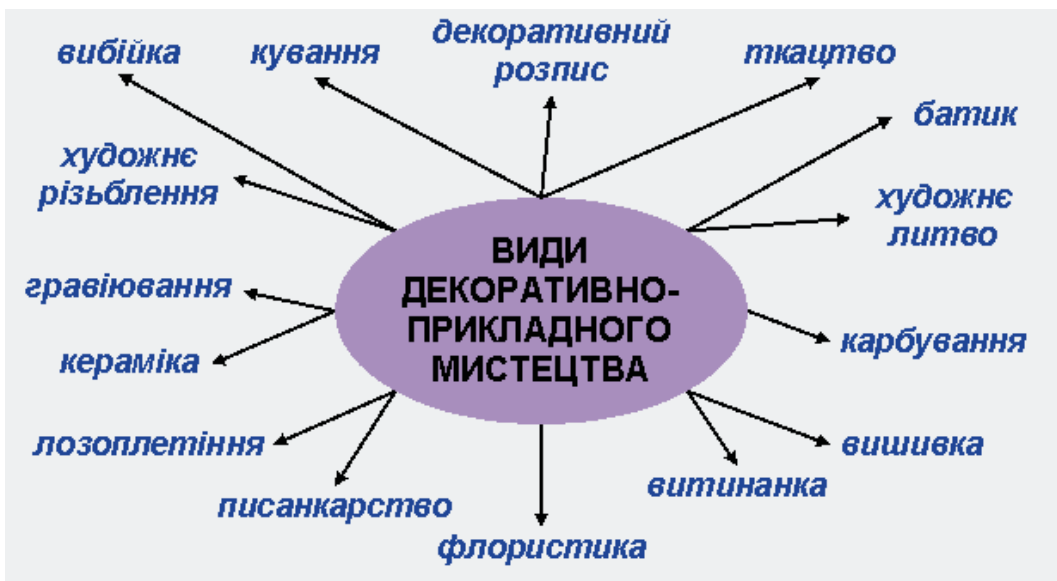 вибійка
кування
декоративний
розпис
ткацтво
батик
художнє
різьблення
художнє
литво
ВИДИ
ДЕКОРАТИВНО-
ПРИКЛАДНОГО
МИСТЕЦТВА
гравіювання
кераміка
карбування
лозоплетіння
вишивка
писанкарство
витинанка
флористика